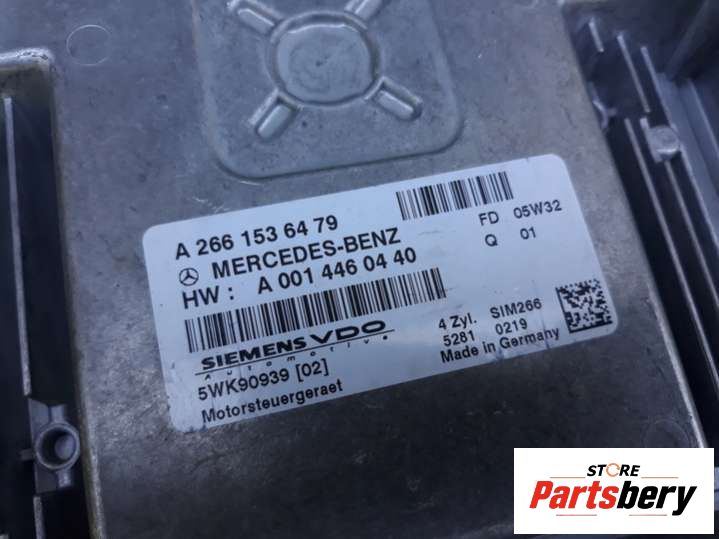 A 266 153 64 79
MERCEDES-BENZ
HW : A 001 446 04 40
FD 05W32
Q 01
SIEMENS VDO
Automotive
5WK90939 [02]
Motorsteuergeraet
4 Zyl. SIM266
5281 0219
Made in Germany
STORE
Partsbery